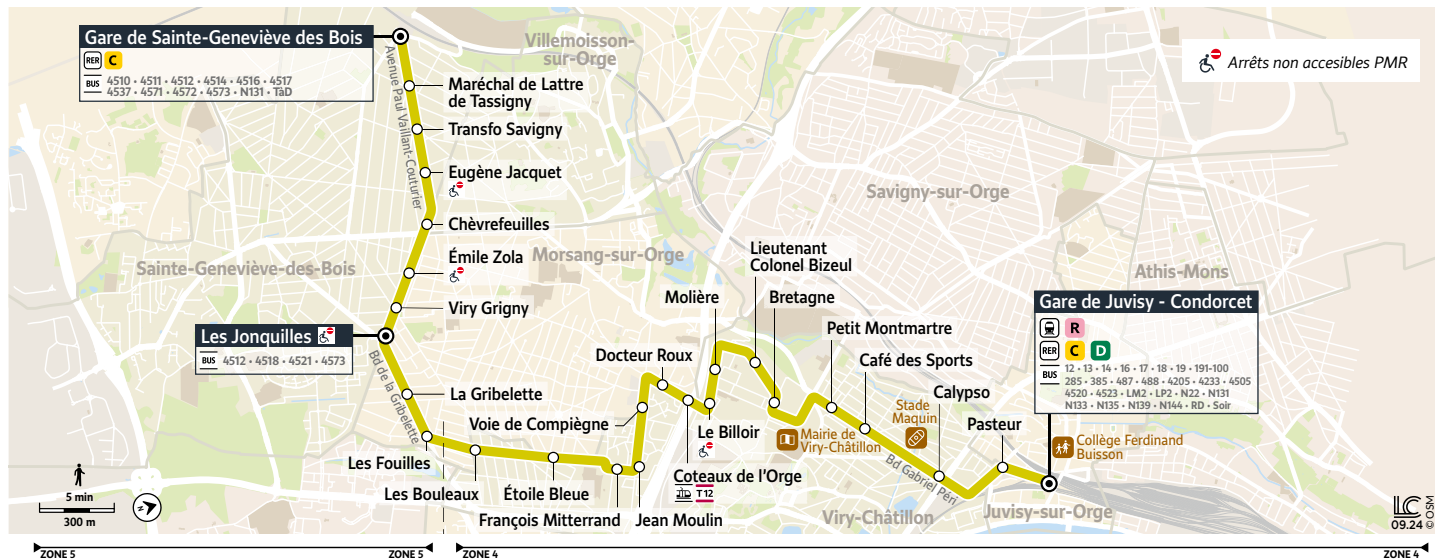 Gare de Sainte-Geneviève des Bois
RER C
BUS 4510 • 4511 • 4512 • 4514 • 4516 • 4517
4537 • 4571 • 4572 • 4573 • N131 • TàD
Avenue Paul Vaillant-Couturier
Villemoisson-
sur-Orge
Arrêts non accesibles PMR
Maréchal de Lattre
de Tassigny
Transfo Savigny
Eugène Jacquet
Chèvrefeuilles
Émile Zola
Viry Grigny
Sainte-Geneviève-des-Bois
Morsang-sur-Orge
Savigny-sur-Orge
Athis-Mons
Les Jonquilles
BUS 4512 • 4518 • 4521 • 4573
Bd de la Gribelette
La Gribelette
Les Fouilles
Les Bouleaux
Étoile Bleue
François Mitterrand
Jean Moulin
Voie de Compiègne
Docteur Roux
Coteaux de l'Orge
T12
Le Billoir
Molière
Lieutenant
Colonel Bizeul
Bretagne
Mairie de
Viry-Châtillon
Petit Montmartre
Café des Sports
Stade
Maquin
Calypso
Bd Gabriel Péri
Pasteur
Gare de Juvisy - Condorcet
R
RER C D
BUS 12 • 13 • 14 • 16 • 17 • 18 • 19 • 191-100
285 • 385 • 487 • 488 • 4205 • 4233 • 4505
4520 • 4523 • LM2 • LP2 • N22 • N131
N133 • N135 • N139 • N144 • RD • Soir
Collège Ferdinand
Buisson
Viry-Châtillon
Juvisy-sur-Orge
5 min
300 m
LC
09.24 © OSM
ZONE 5
ZONE 5
ZONE 4
ZONE 4